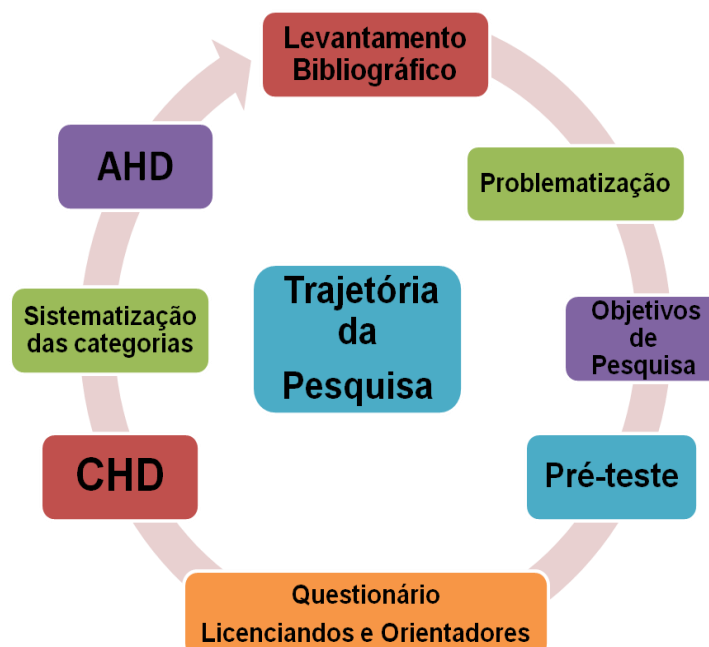 Levantamento
Bibliográfico
Problematização
Objetivos
de
Pesquisa
Pré-teste
Questionário
Licenciandos e Orientadores
CHD
Sistematização
das categorias
AHD
Trajetória
da
Pesquisa